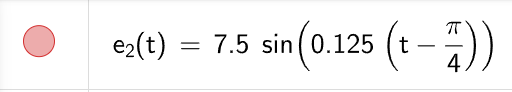 e₂(t) = 7.5 sin(0.125 (t − π/4))